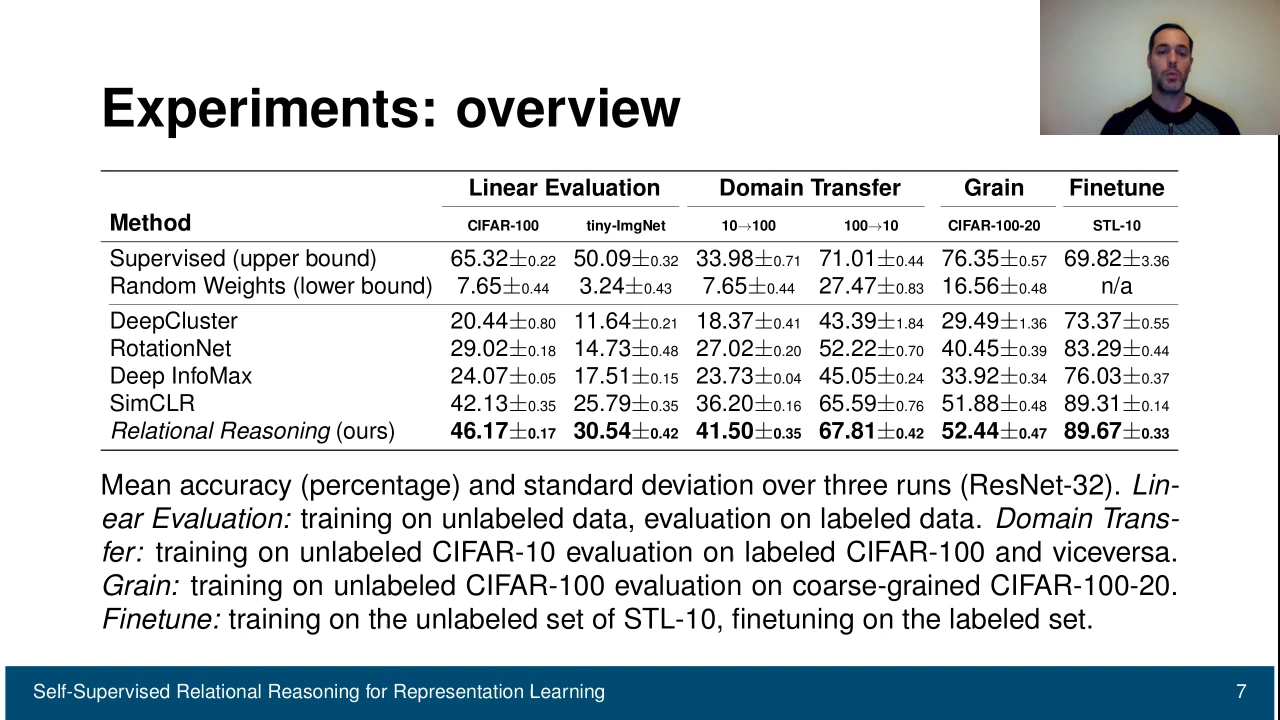 Experiments: overview
Linear Evaluation Domain Transfer Grain Finetune
Method CIFAR-100 tiny-ImgNet 10→100 100→10 CIFAR-100-20 STL-10
Supervised (upper bound) 65.32±0.22 50.09±0.32 33.98±0.71 71.01±0.44 76.35±0.57 69.82±3.36
Random Weights (lower bound) 7.65±0.44 3.24±0.43 7.65±0.44 27.47±0.83 16.56±0.48 n/a
DeepCluster 20.44±0.80 11.64±0.21 18.37±0.41 43.39±1.84 29.49±1.36 73.37±0.55
RotationNet 29.02±0.18 14.73±0.48 27.02±0.20 52.22±0.70 40.45±0.39 83.29±0.44
Deep InfoMax 24.07±0.05 17.51±0.15 23.73±0.04 45.05±0.24 33.92±0.34 76.03±0.37
SimCLR 42.13±0.35 25.79±0.35 36.20±0.16 65.59±0.76 51.88±0.48 89.31±0.14
Relational Reasoning (ours) 46.17±0.17 30.54±0.42 41.50±0.35 67.81±0.42 52.44±0.47 89.67±0.33
Mean accuracy (percentage) and standard deviation over three runs (ResNet-32). Lin-
ear Evaluation: training on unlabeled data, evaluation on labeled data. Domain Trans-
fer: training on unlabeled CIFAR-10 evaluation on labeled CIFAR-100 and viceversa.
Grain: training on unlabeled CIFAR-100 evaluation on coarse-grained CIFAR-100-20.
Finetune: training on the unlabeled set of STL-10, finetuning on the labeled set.
Self-Supervised Relational Reasoning for Representation Learning 7